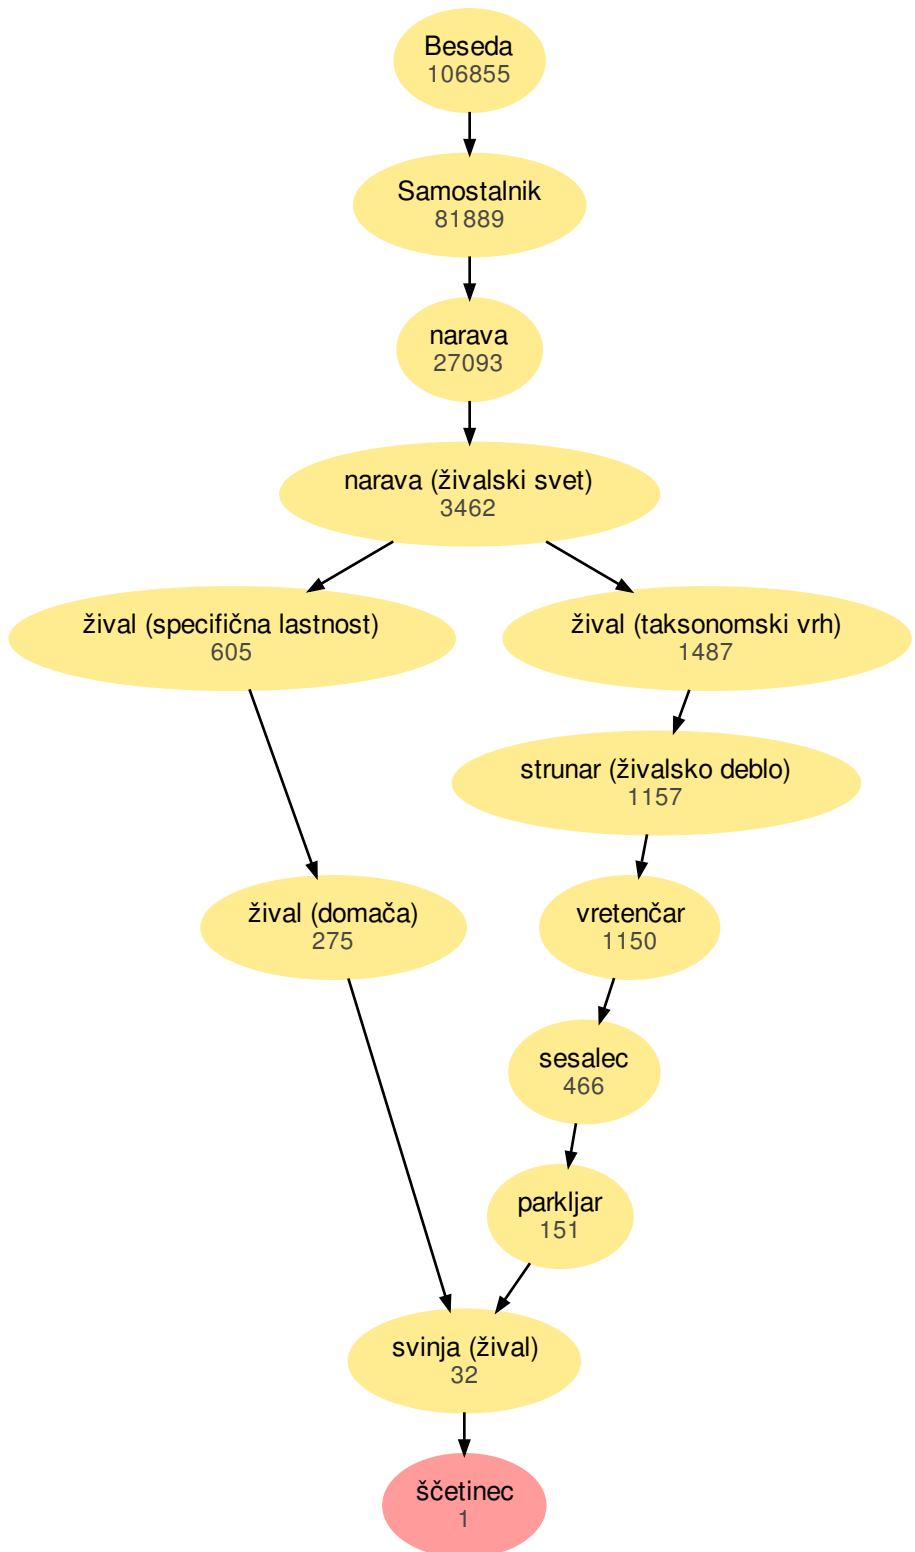 Beseda
106855
Samostalnik
81889
narava
27093
narava (živalski svet)
3462
žival (specifična lastnost)
605
žival (taksonomski vrh)
1487
strunar (živalsko deblo)
1157
žival (domača)
275
vretenčar
1150
sesalec
466
parkljar
151
svinja (žival)
32
ščetinec
1